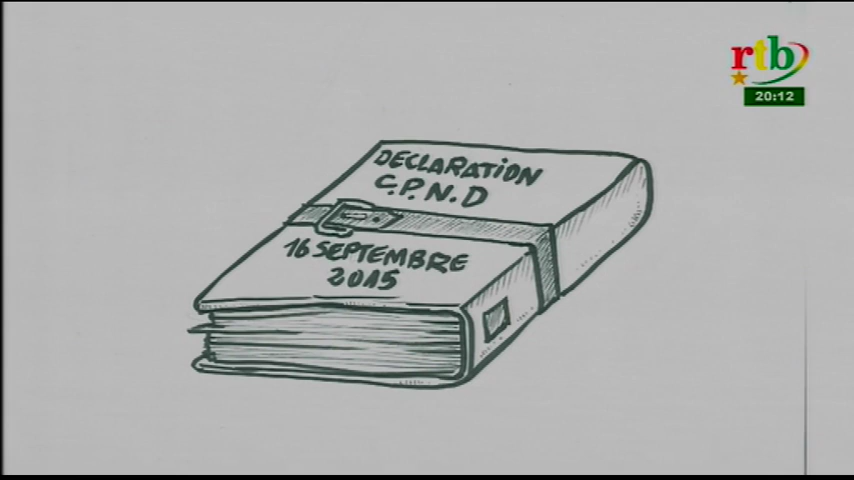 rtb
20:12
DECLARATION
C.P.N.D
16 SEPTEMBRE
2015